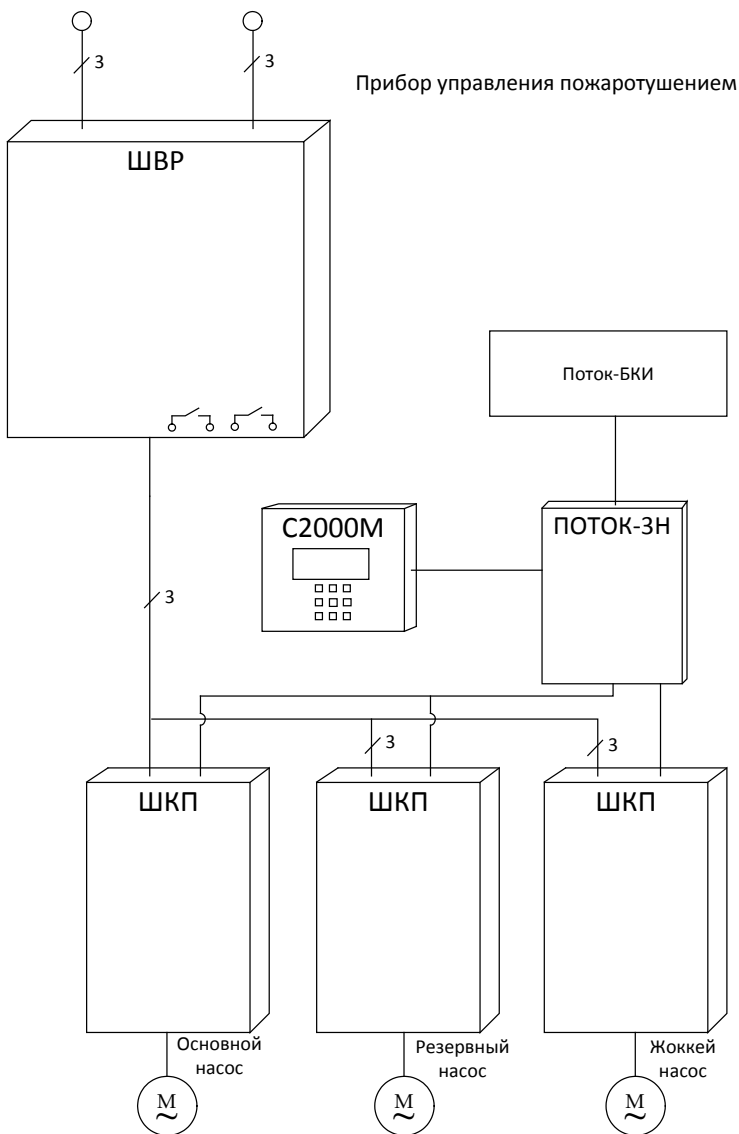 3
3
Прибор управления пожаротушением
ШВР
Поток-БКИ
С2000М
ПОТОК-3Н
3
3
3
ШКП
ШКП
ШКП
Основной
насос
Резервный
насос
Жоккей
насос
M
~
M
~
M
~